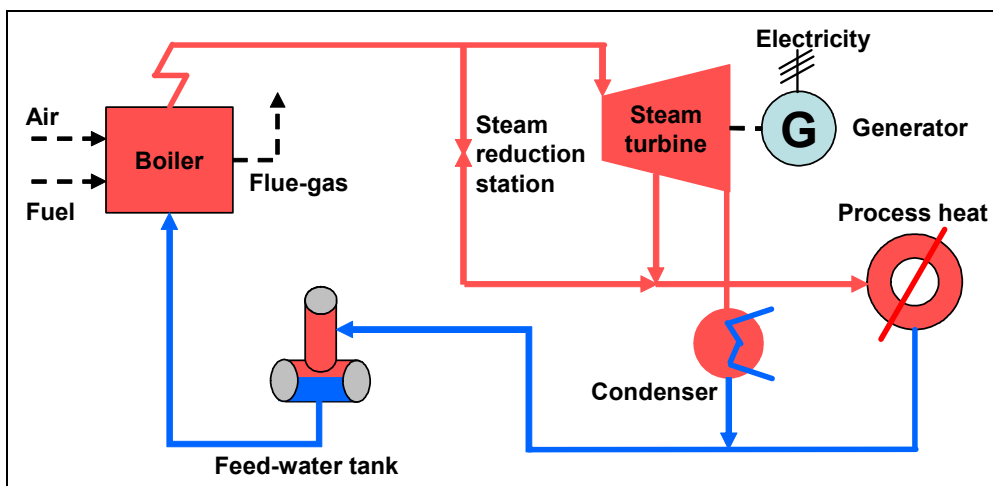 Electricity
Air
Boiler
Fuel
Flue-gas
Steam
reduction
station
Steam
turbine
G
Generator
Process heat
Condenser
Feed-water tank